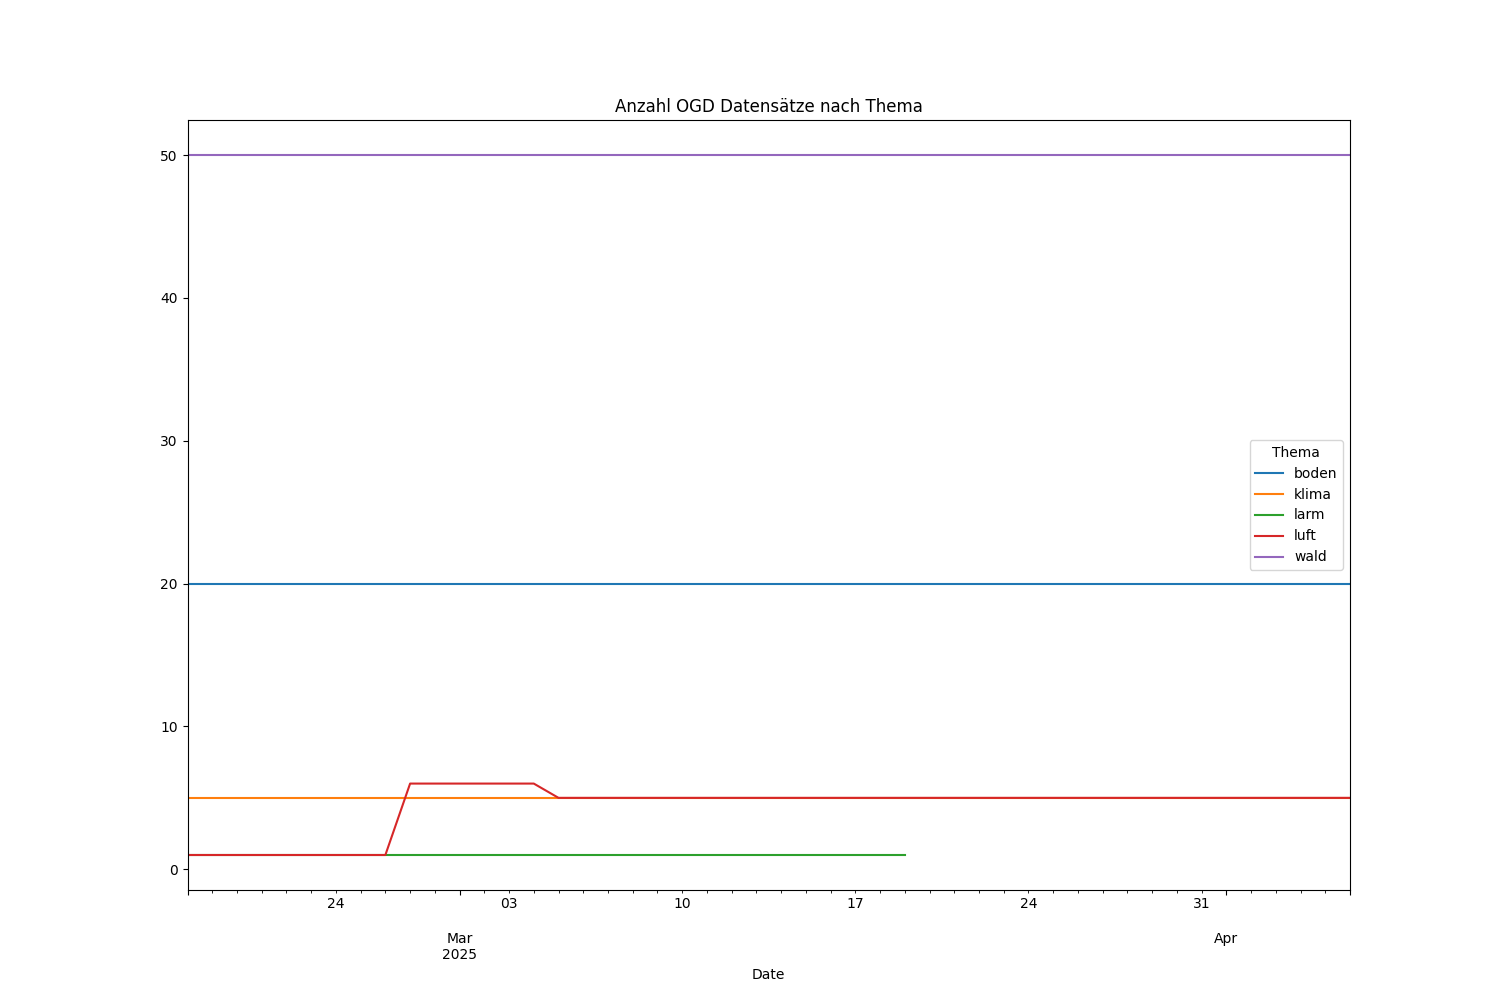 Anzahl OGD Datensätze nach Thema
50
40
30
20
10
0
Thema
boden
klima
larm
luft
wald
24 03 10 17 24 31
Mar Apr
2025
Date